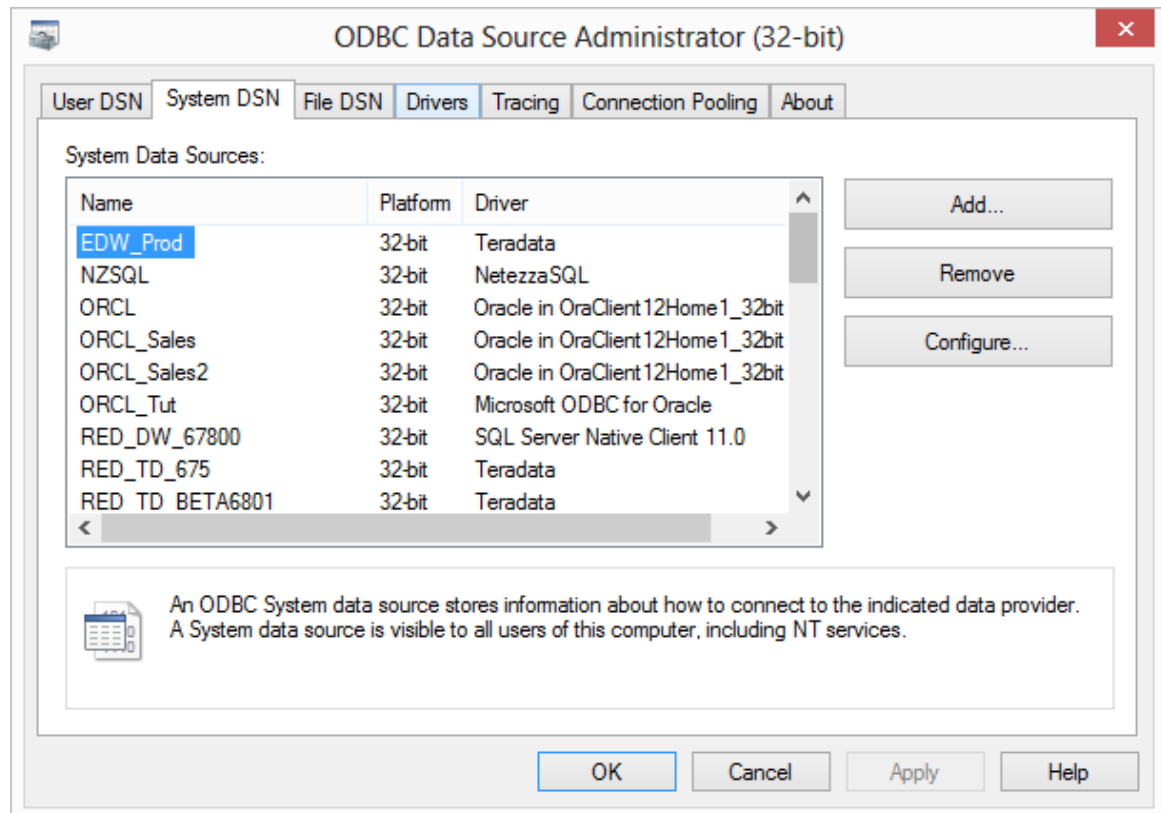 ODBC Data Source Administrator (32-bit)
User DSN System DSN File DSN Drivers Tracing Connection Pooling About
System Data Sources:
Name Platform Driver
EDW_Prod 32-bit Teradata
NZSQL 32-bit NetezzaSQL
ORCL 32-bit Oracle in OraClient12Home1_32bit
ORCL_Sales 32-bit Oracle in OraClient12Home1_32bit
ORCL_Sales2 32-bit Oracle in OraClient12Home1_32bit
ORCL_Tut 32-bit Microsoft ODBC for Oracle
RED_DW_67800 32-bit SQL Server Native Client 11.0
RED_TD_675 32-bit Teradata
RED_TD_BETA6801 32-bit Teradata
Add...
Remove
Configure...
An ODBC System data source stores information about how to connect to the indicated data provider.
A System data source is visible to all users of this computer, including NT services.
OK Cancel Apply Help